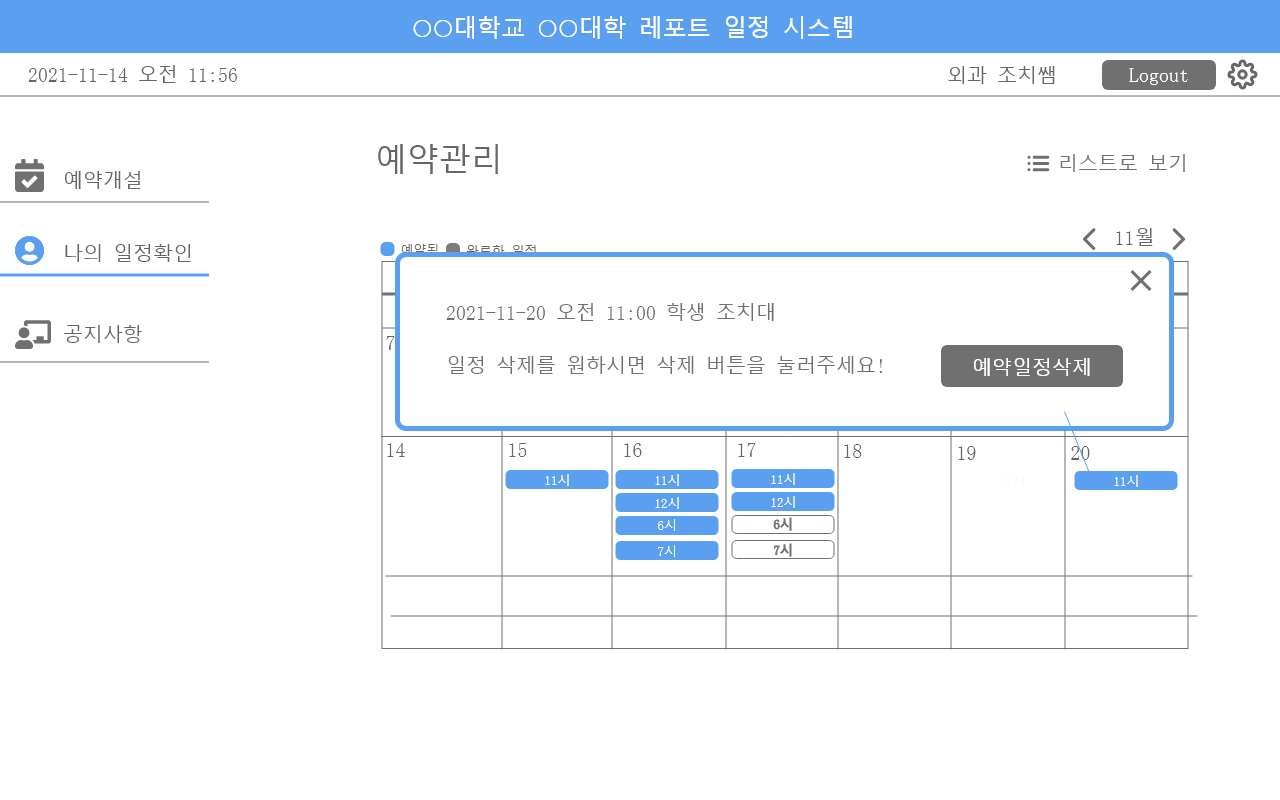 ○○대학교 ○○대학 레포트 일정 시스템
2021-11-14 오전 11:56
외과 조치쌤
Logout
예약개설
나의 일정확인
공지사항
예약관리
리스트로 보기
예약됨
완료한 일정
11월
2021-11-20 오전 11:00 학생 조치대
일정 삭제를 원하시면 삭제 버튼을 눌러주세요!
예약일정삭제
7
14
15
16
17
18
19
20
11시
11시
11시
11시
12시
12시
6시
6시
7시
7시